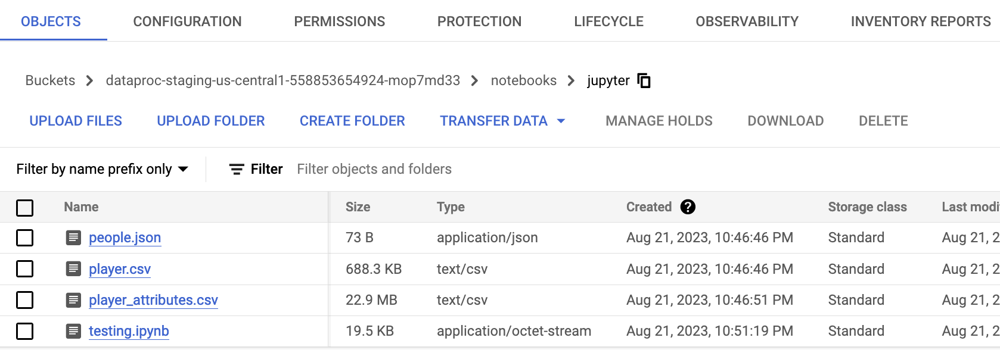 OBJECTS CONFIGURATION PERMISSIONS PROTECTION LIFECYCLE OBSERVABILITY INVENTORY REPORTS
Buckets > dataproc-staging-us-central1-558853654924-mop7md33 > notebooks > jupyter
UPLOAD FILES UPLOAD FOLDER CREATE FOLDER TRANSFER DATA MANAGE HOLDS DOWNLOAD DELETE
Filter by name prefix only Filter Filter objects and folders
Name Size Type Created ? Storage class Last modi
people.json 73 B application/json Aug 21, 2023, 10:46:46 PM Standard Aug 21, 2
player.csv 688.3 KB text/csv Aug 21, 2023, 10:46:46 PM Standard Aug 21, 2
player_attributes.csv 22.9 MB text/csv Aug 21, 2023, 10:46:51 PM Standard Aug 21, 2
testing.ipynb 19.5 KB application/octet-stream Aug 21, 2023, 10:51:19 PM Standard Aug 21, 2